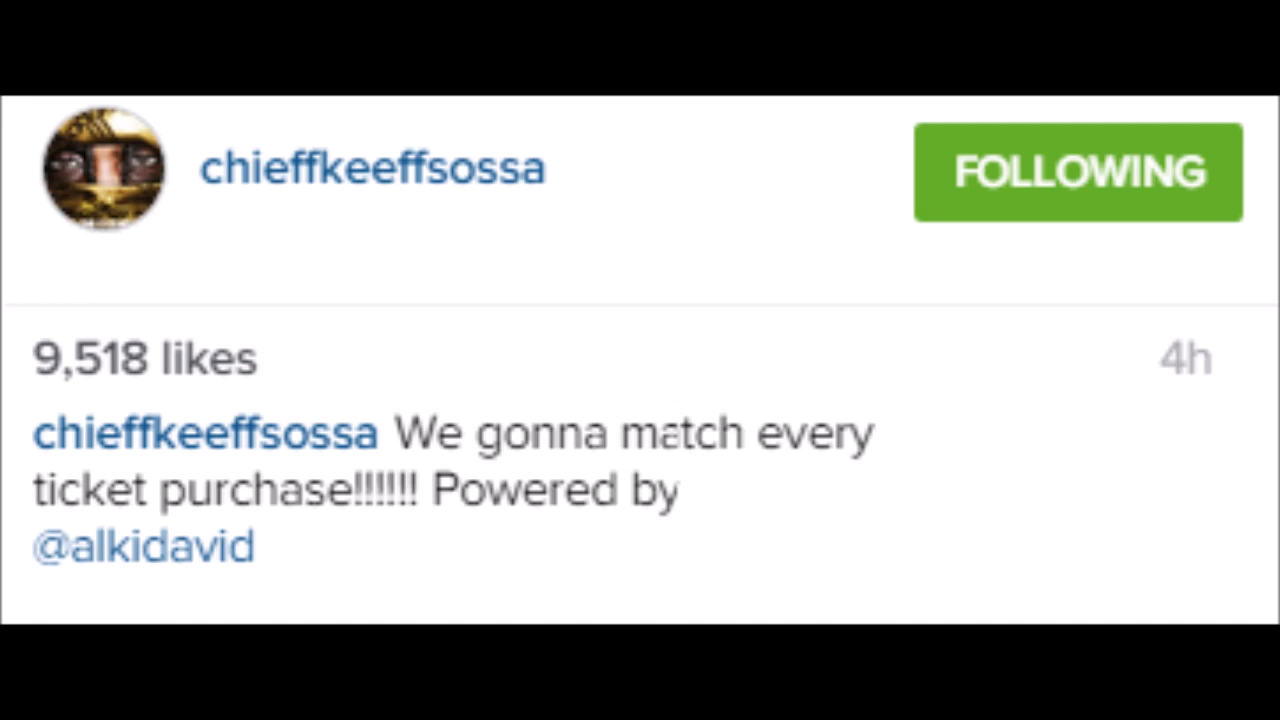 chieffkeeffsossa
FOLLOWING
9,518 likes
4h
chieffkeeffsossa We gonna match every
ticket purchase!!!!!! Powered by
@alkidavid